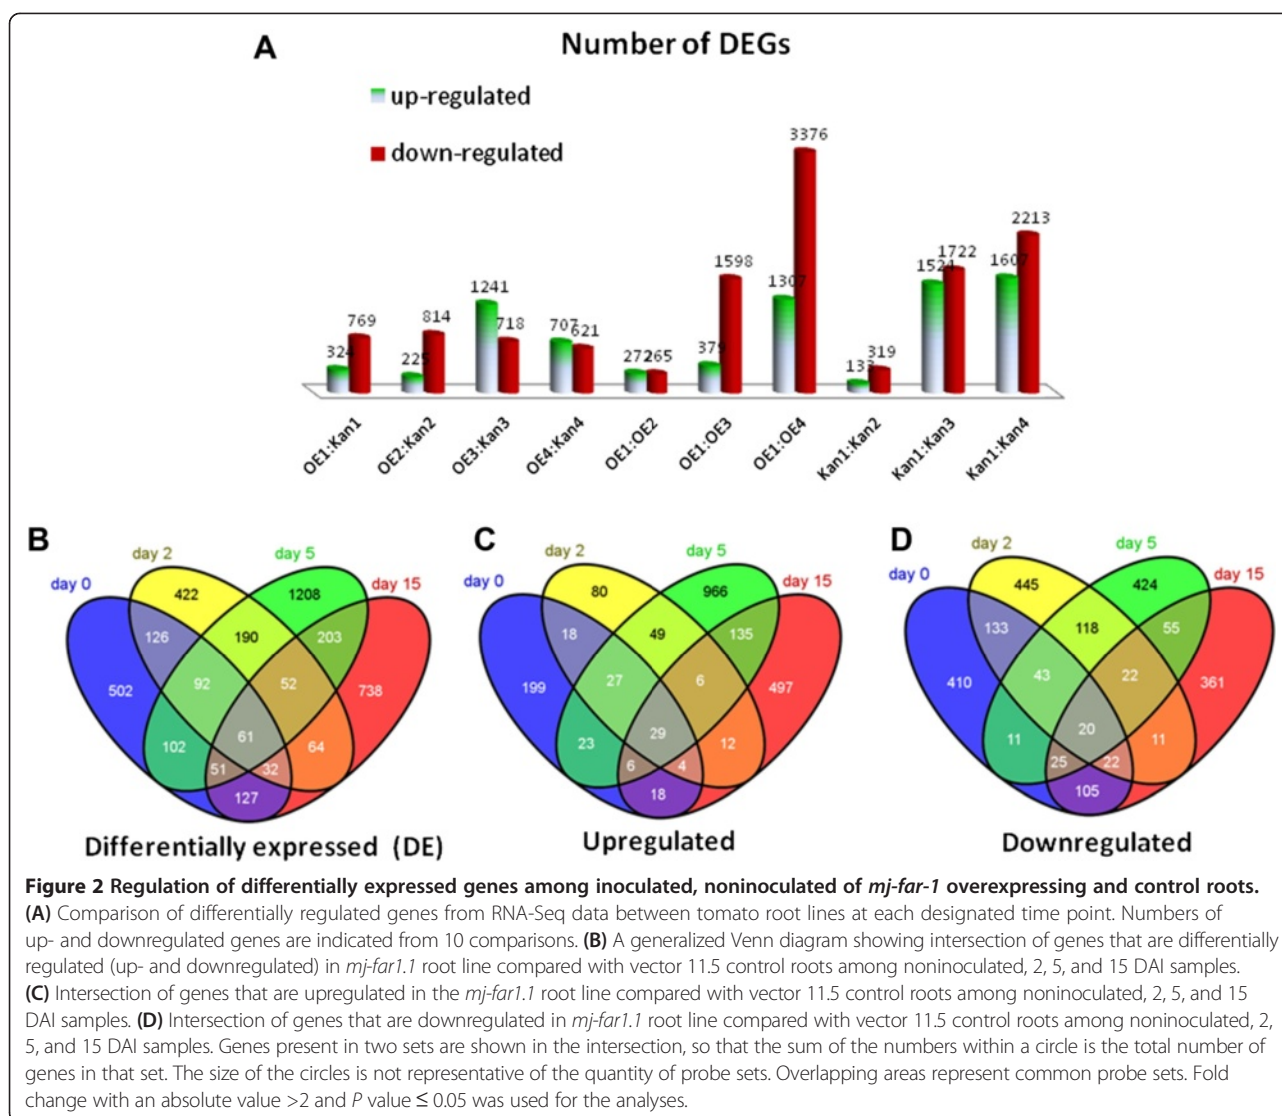 A
Number of DEGs
up-regulated
down-regulated
324 769 225 814 1241 718 707 621 272 265 379 1598 1307 3376 133 319 1524 1722 1607 2213
OE1:Kan1 OE2:Kan2 OE3:Kan3 OE4:Kan4 OE1:OE2 OE1:OE3 OE1:OE4 Kan1:Kan2 Kan1:Kan3 Kan1:Kan4
B
day 0
day 2
day 5
day 15
422 1208
126 190 203
502 92 52 738
102 61 64
51 32
127
Differentially expressed (DE)
C
day 0
day 2
day 5
day 15
80 966
18 49 135
199 27 6 497
23 29 12
6 4
18
Upregulated
D
day 0
day 2
day 5
day 15
445 424
133 118 55
410 43 22 361
11 20 11
25 22
105
Downregulated
Figure 2 Regulation of differentially expressed genes among inoculated, noninoculated of mj-far-1 overexpressing and control roots.
(A) Comparison of differentially regulated genes from RNA-Seq data between tomato root lines at each designated time point. Numbers of
up- and downregulated genes are indicated from 10 comparisons. (B) A generalized Venn diagram showing intersection of genes that are differentially
regulated (up- and downregulated) in mj-far1.1 root line compared with vector 11.5 control roots among noninoculated, 2, 5, and 15 DAI samples.
(C) Intersection of genes that are upregulated in the mj-far1.1 root line compared with vector 11.5 control roots among noninoculated, 2, 5, and 15
DAI samples. (D) Intersection of genes that are downregulated in mj-far1.1 root line compared with vector 11.5 control roots among noninoculated, 2,
5, and 15 DAI samples. Genes present in two sets are shown in the intersection, so that the sum of the numbers within a circle is the total number of
genes in that set. The size of the circles is not representative of the quantity of probe sets. Overlapping areas represent common probe sets. Fold
change with an absolute value >2 and P value ≤ 0.05 was used for the analyses.